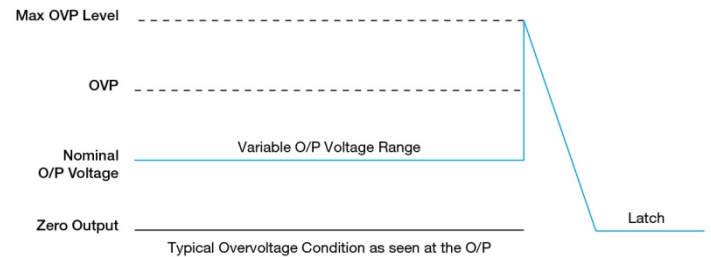 Max OVP Level
OVP
Variable O/P Voltage Range
Nominal
O/P Voltage
Zero Output
Latch
Typical Overvoltage Condition as seen at the O/P